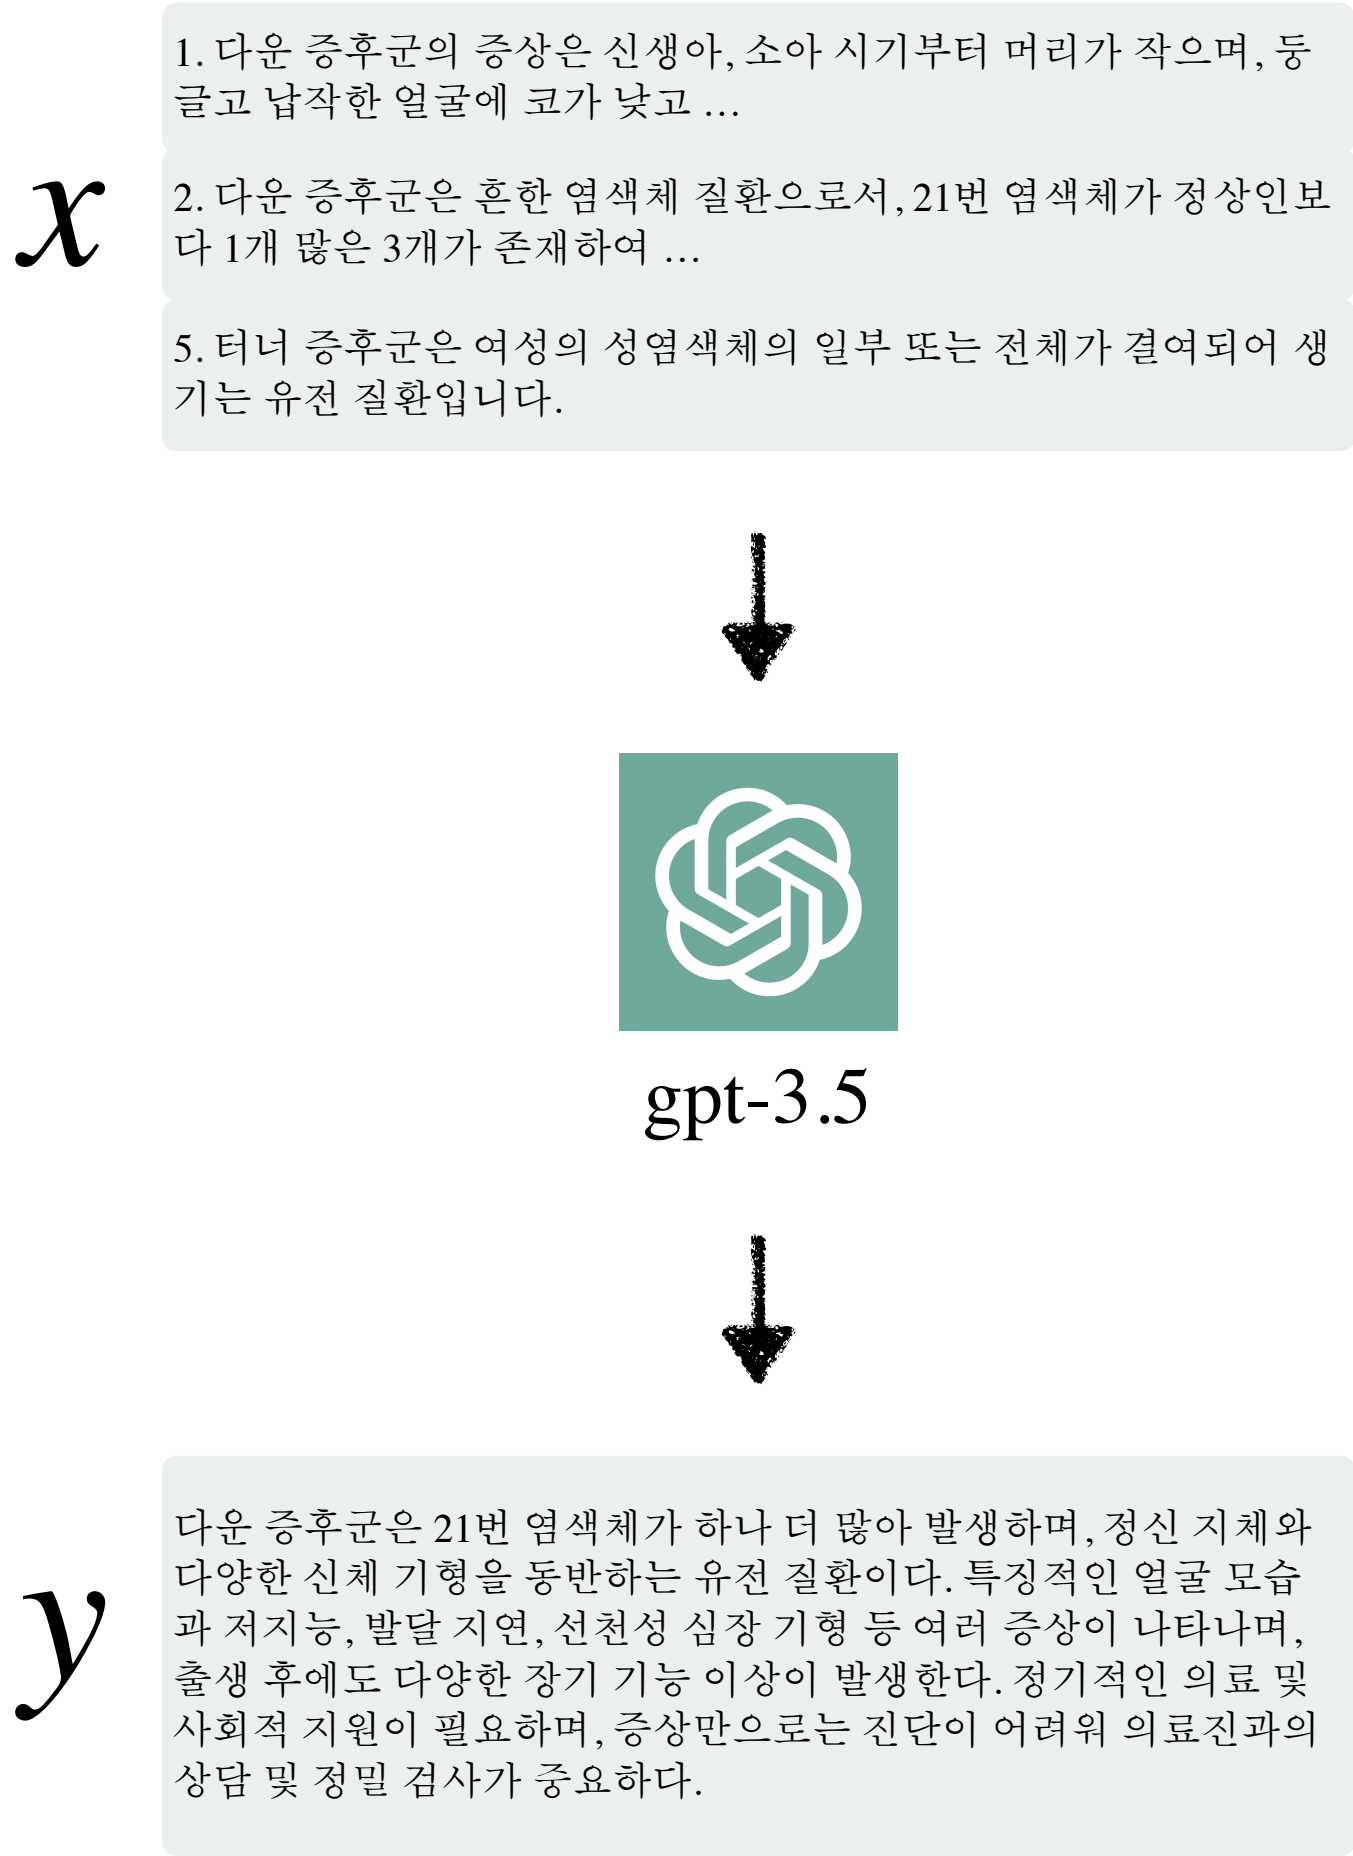 1. 다운 증후군의 증상은 신생아, 소아 시기부터 머리가 작으며, 둥
글고 납작한 얼굴에 코가 낮고 ...
x
2. 다운 증후군은 흔한 염색체 질환으로서, 21번 염색체가 정상인보
다 1개 많은 3개가 존재하여 ...
5. 터너 증후군은 여성의 성염색체의 일부 또는 전체가 결여되어 생
기는 유전 질환입니다.
gpt-3.5
다운 증후군은 21번 염색체가 하나 더 많아 발생하며, 정신 지체와
다양한 신체 기형을 동반하는 유전 질환이다. 특징적인 얼굴 모습
과 저지능, 발달 지연, 선천성 심장 기형 등 여러 증상이 나타나며,
y
출생 후에도 다양한 장기 기능 이상이 발생한다. 정기적인 의료 및
사회적 지원이 필요하며, 증상만으로는 진단이 어려워 의료진과의
상담 및 정밀 검사가 중요하다.